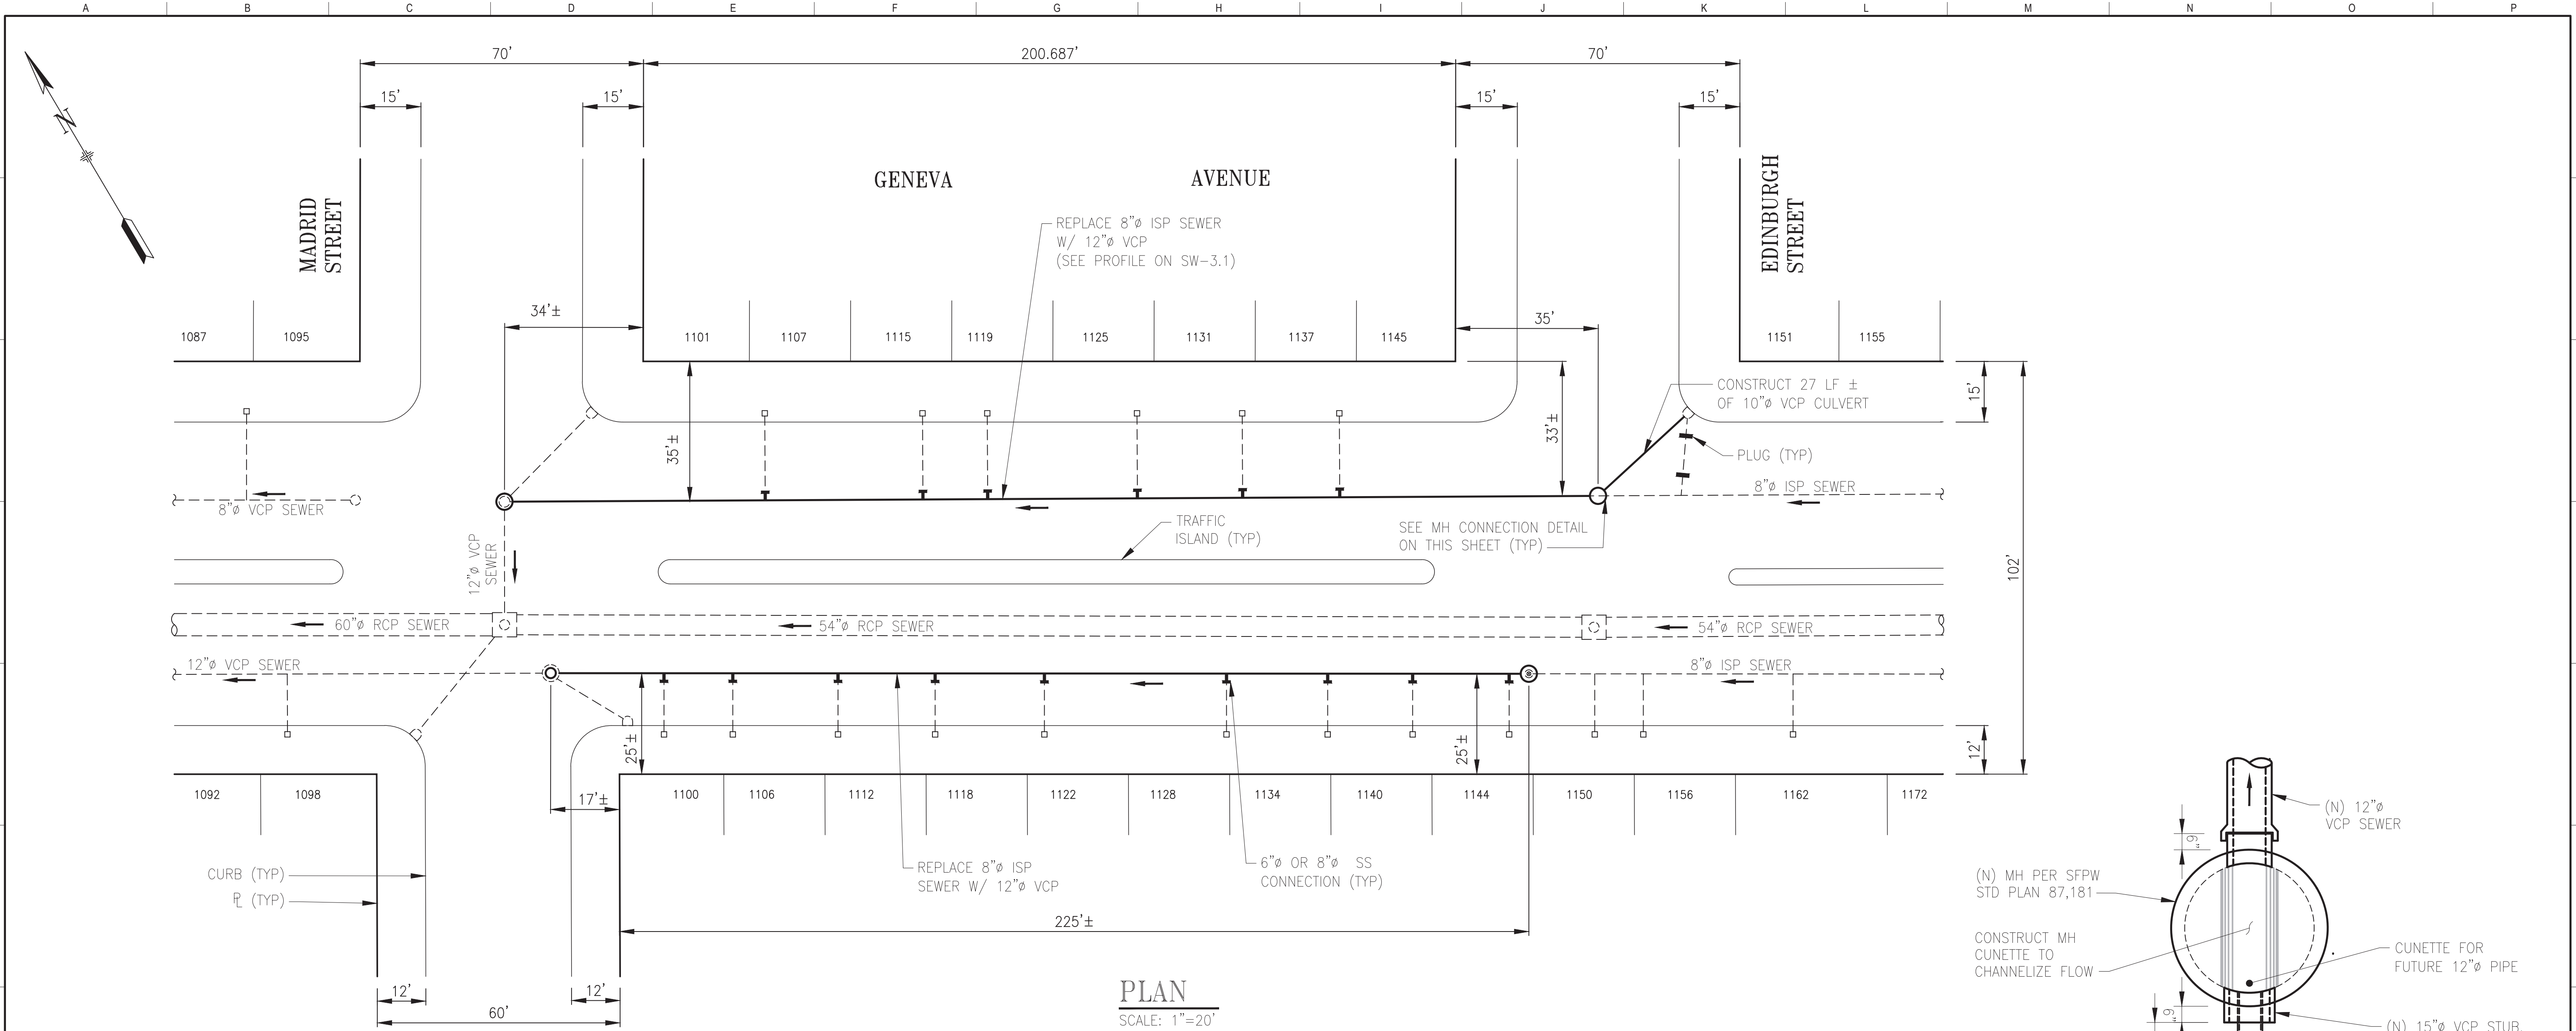 A B C D E F G H I J K L M N O P
70' 200.687' 70'
15' 15' 15' 15'
N
MADRID
STREET
GENEVA AVENUE
EDINBURGH
STREET
REPLACE 8"ø ISP SEWER
W/ 12"ø VCP
(SEE PROFILE ON SW-3.1)
34'± 35'
1087 1095 1101 1107 1115 1119 1125 1131 1137 1145 1151 1155
CONSTRUCT 27 LF ±
OF 10"ø VCP CULVERT
15'
35'± 33'±
PLUG (TYP)
8"ø VCP SEWER
8"ø ISP SEWER
TRAFFIC
ISLAND (TYP)
SEE MH CONNECTION DETAIL
ON THIS SHEET (TYP)
12"ø VCP
SEWER
102'
60"ø RCP SEWER
54"ø RCP SEWER
54"ø RCP SEWER
12"ø VCP SEWER
8"ø ISP SEWER
25'± 25'±
12'
17'±
1092 1098 1100 1106 1112 1118 1122 1128 1134 1140 1144 1150 1156 1162 1172
CURB (TYP)
PL (TYP)
REPLACE 8"ø ISP
SEWER W/ 12"ø VCP
6"ø OR 8"ø SS
CONNECTION (TYP)
225'±
12' 12'
60'
PLAN
SCALE: 1"=20'
(N) 12"ø
VCP SEWER
6"
(N) MH PER SFPW
STD PLAN 87,181
CONSTRUCT MH
CUNETTE TO
CHANNELIZE FLOW
CUNETTE FOR
FUTURE 12"ø PIPE
6"
(N) 15"ø VCP STUB,